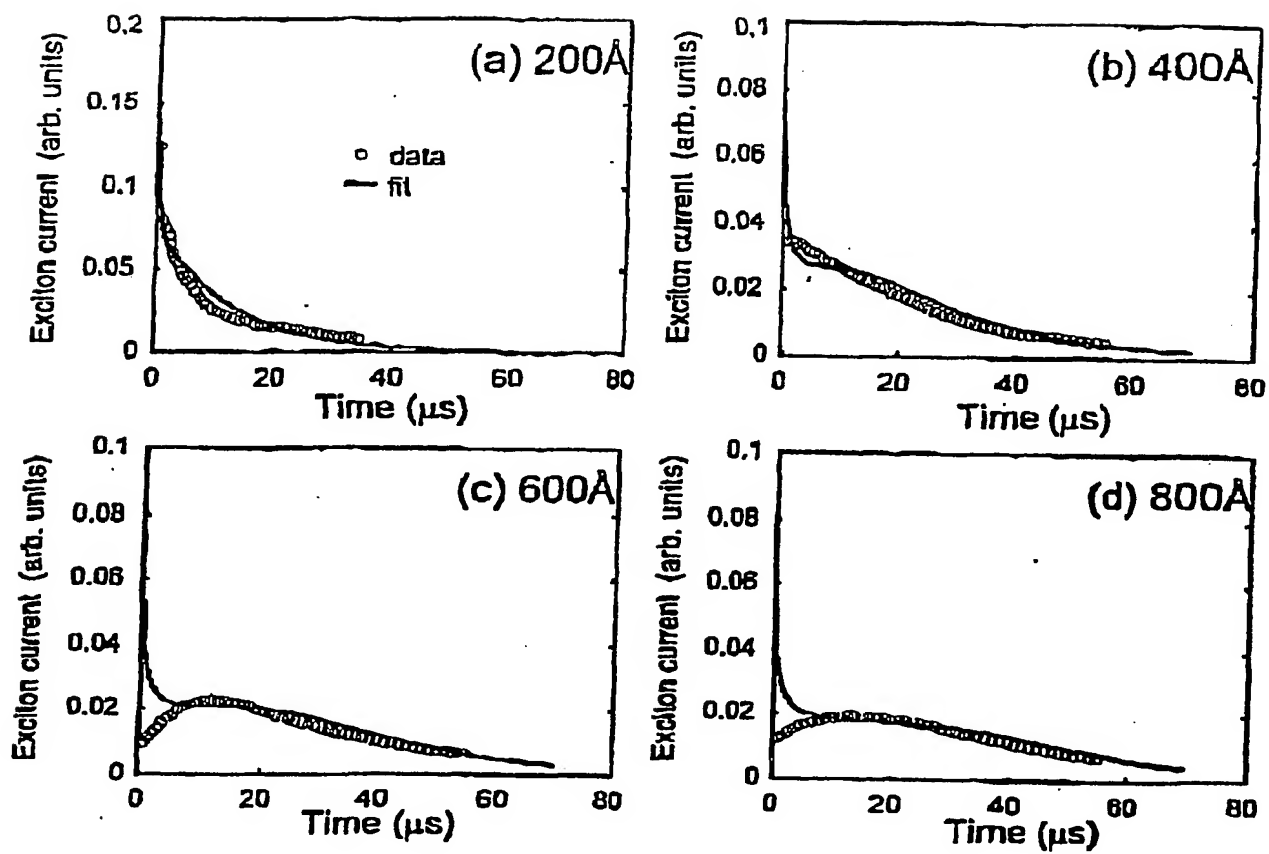 (a) 200Å
Exciton current (arb. units)
0.2
0.15
0.1
0.05
0
data
fit
0 20 40 60 80
Time (μs)
(b) 400Å
Exciton current (arb. units)
0.1
0.08
0.06
0.04
0.02
0
0 20 40 60 80
Time (μs)
(c) 600Å
Exciton current (arb. units)
0.1
0.08
0.06
0.04
0.02
0
0 20 40 60 80
Time (μs)
(d) 800Å
Exciton current (arb. units)
0.1
0.08
0.06
0.04
0.02
0
0 20 40 60 80
Time (μs)